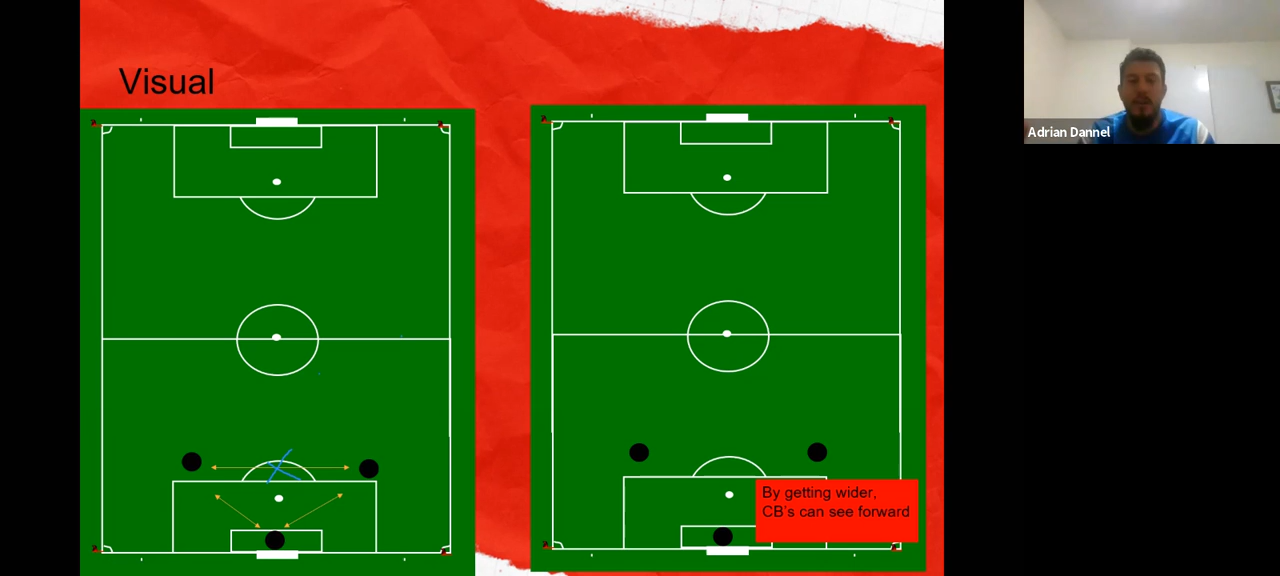 Visual
By getting wider,
CB's can see forward
Adrian Dannel